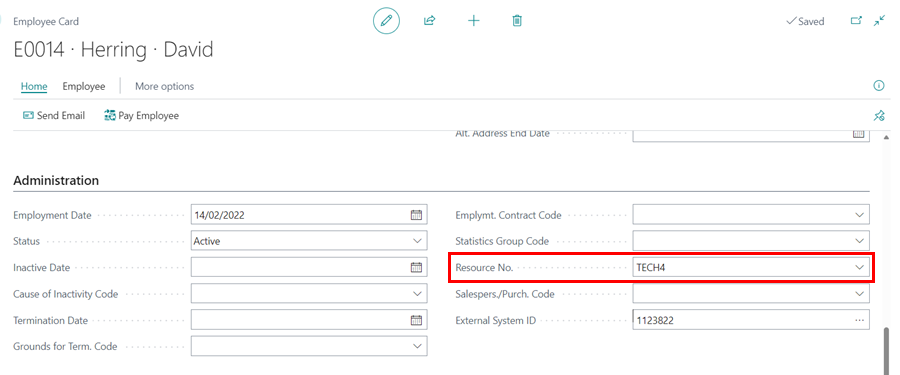 Employee Card
Saved
E0014 · Herring · David
Home Employee More options
Send Email Pay Employee
Alt. Address End Date
Administration
Employment Date 14/02/2022
Status Active
Inactive Date
Cause of Inactivity Code
Termination Date
Grounds for Term. Code
Emplymt. Contract Code
Statistics Group Code
Resource No. TECH4
Salespers./Purch. Code
External System ID 1123822